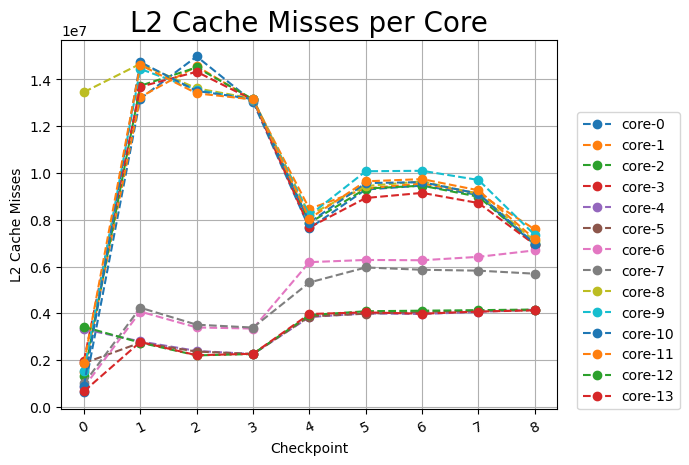 L2 Cache Misses per Core
1e7
1.4
1.2
1.0
0.8
0.6
0.4
0.2
0.0
L2 Cache Misses
0 1 2 3 4 5 6 7 8
Checkpoint
core-0
core-1
core-2
core-3
core-4
core-5
core-6
core-7
core-8
core-9
core-10
core-11
core-12
core-13